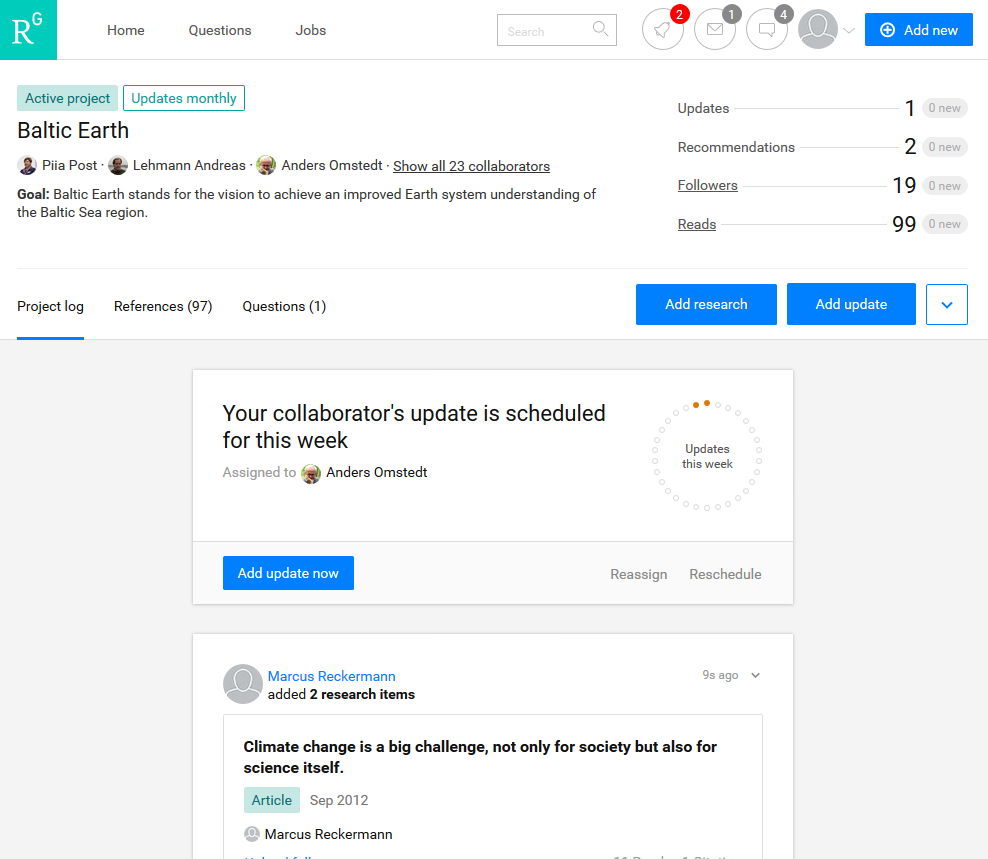 RG
Home Questions Jobs Search 2 1 4 Add new
Active project Updates monthly
Baltic Earth
Piia Post · Lehmann Andreas · Anders Omstedt · Show all 23 collaborators
Goal: Baltic Earth stands for the vision to achieve an improved Earth system understanding of
the Baltic Sea region.
Updates 1 0 new
Recommendations 2 0 new
Followers 19 0 new
Reads 99 0 new
Project log References (97) Questions (1) Add research Add update
Your collaborator's update is scheduled
for this week
Assigned to Anders Omstedt
Updates
this week
Add update now Reassign Reschedule
Marcus Reckermann 9s ago
added 2 research items
Climate change is a big challenge, not only for society but also for
science itself.
Article Sep 2012
Marcus Reckermann